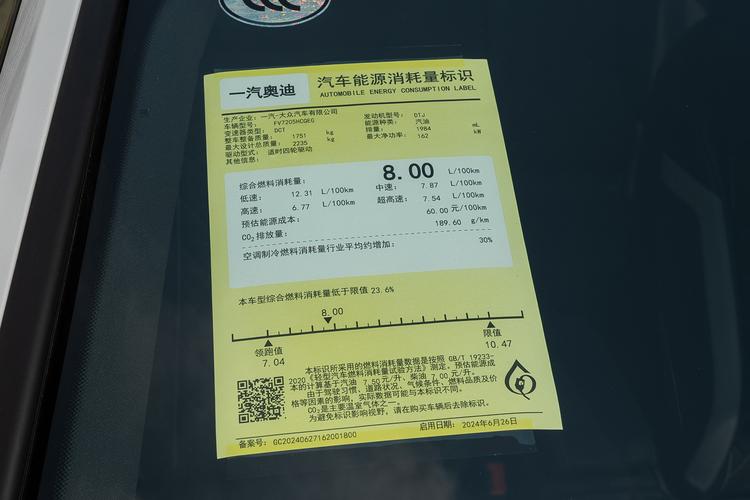 CCC
一汽奥迪
汽车能源消耗量标识
AUTOMOBILE ENERGY CONSUMPTION LABEL
生产企业: 一汽-大众汽车有限公司
车辆型号: FV7205HCQEG 发动机型号: DTJ
变速器类型: DCT 能源种类: 汽油
整车整备质量: 1751 kg 排量: 1984 mL
最大设计总质量: 2235 kg 最大净功率: 162 kW
驱动型式: 适时四轮驱动
其他信息:
综合燃料消耗量: 8.00 L/100km
低速: 12.31 L/100km 中速: 7.87 L/100km
高速: 6.77 L/100km 超高速: 7.54 L/100km
预估能源成本: 60.00 元/100km
CO₂排放量: 189.60 g/km
空调制冷燃料消耗量行业平均约增加: 30%
本车型综合燃料消耗量低于限值 23.6%
8.00
领跑值 限值
7.04 10.47
本标识所采用的燃料消耗量数据是按照 GB/T 19233-
2020《轻型汽车燃料消耗量试验方法》测定。预估能源成
本的计算基于汽油 7.50元/升、柴油 7.00 元/升。
由于驾驶习惯、道路状况、气候条件、燃料品质及价
格等因素的影响，实际数据可能与本标识不同。
CO₂是主要温室气体之一。
为避免标识影响视野，请在购买车辆后去除标识。
备案号: GC20240627162001800 启用日期: 2024年6月26日